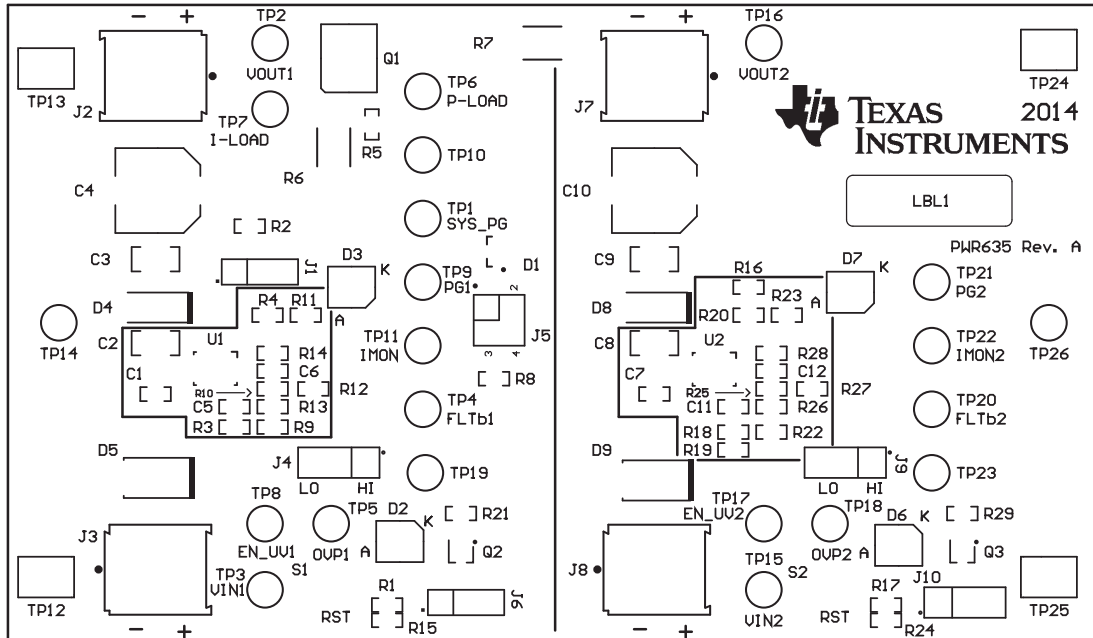 - + TP2 TP16 - +
R7
Q1
TP6
P-LOAD
VOUT1
VOUT2
TP13
J2
TP7
I-LOAD
J7
TP24
TEXAS
INSTRUMENTS
2014
R5
TP10
R6
C4
C10
LBL1
TP1
SYS_PG
R2
PWR635 Rev. A
C3
J1
D3
K
TP9
PG1
D1
2
C9
R16
D7
K
TP21
PG2
D4
R4 R11
A
D8
R20
R23
A
TP14
C2
U1
TP11
IMON
J5
3 4
C8
U2
TP22
IMON2
TP26
R14
C6
R28
C12
C1
R10
R12
R8
C7
R25
R27
C5
R13
TP4
FLTb1
C11
R26
TP20
FLTb2
R3
R9
R18
R22
R19
D5
J4
LO HI
TP19
D9
J9
LO HI
TP23
TP8
EN_UV1
TP5
OVP1
D2
K
A
R21
TP17
EN_UV2
TP18
OVP2
D6
K
A
R29
J3
Q2
J8
Q3
TP3
VIN1
S1
TP15
VIN2
S2
J10
TP12
R1
J6
RST
R15
R17
RST
R24
TP25
- +
- +